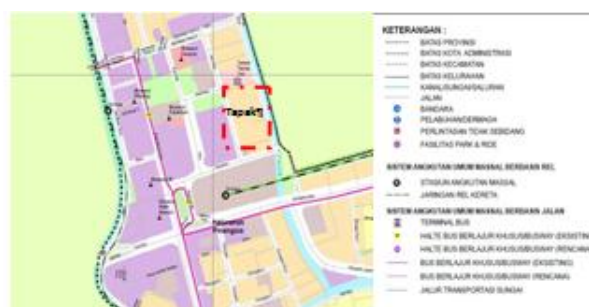 Tapak¶
Kelurahan
Pinangsia
KETERANGAN :
BATAS PROVINSI
BATAS KOTA ADMINISTRASI
BATAS KECAMATAN
BATAS KELURAHAN
KANAL/SUNGAI/SALURAN
JALAN
BANDARA
PELABUHAN/DERMAGA
PERLINTASAN TIDAK SEBIDANG
FASILITAS PARK & RIDE
SISTEM ANGKUTAN UMUM MASSAL BERBASIS REL
STASIUN ANGKUTAN MASSAL
JARINGAN REL KERETA
SISTEM ANGKUTAN UMUM MASSAL BERBASIS JALAN
TERMINAL BUS
HALTE BUS BERLAJUR KHUSUS/BUSWAY (EKSISTING
HALTE BUS BERLAJUR KHUSUS/BUSWAY (RENCANA
BUS BERLAJUR KHUSUS/BUSWAY (EKSISTING)
BUS BERLAJUR KHUSUS/BUSWAY (RENCANA)
JALUR TRANSPORTASI SUNGAI